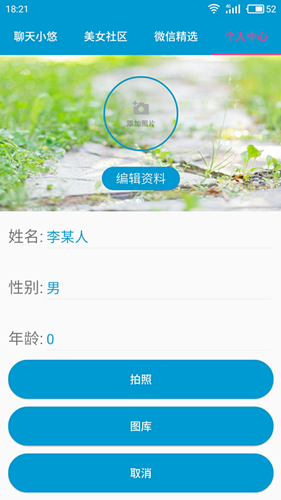 18:21 52
聊天小悠 美女社区 微信精选 个人中心
添加照片
编辑资料
姓名: 李某人
性别: 男
年龄: 0
拍照
图库
取消